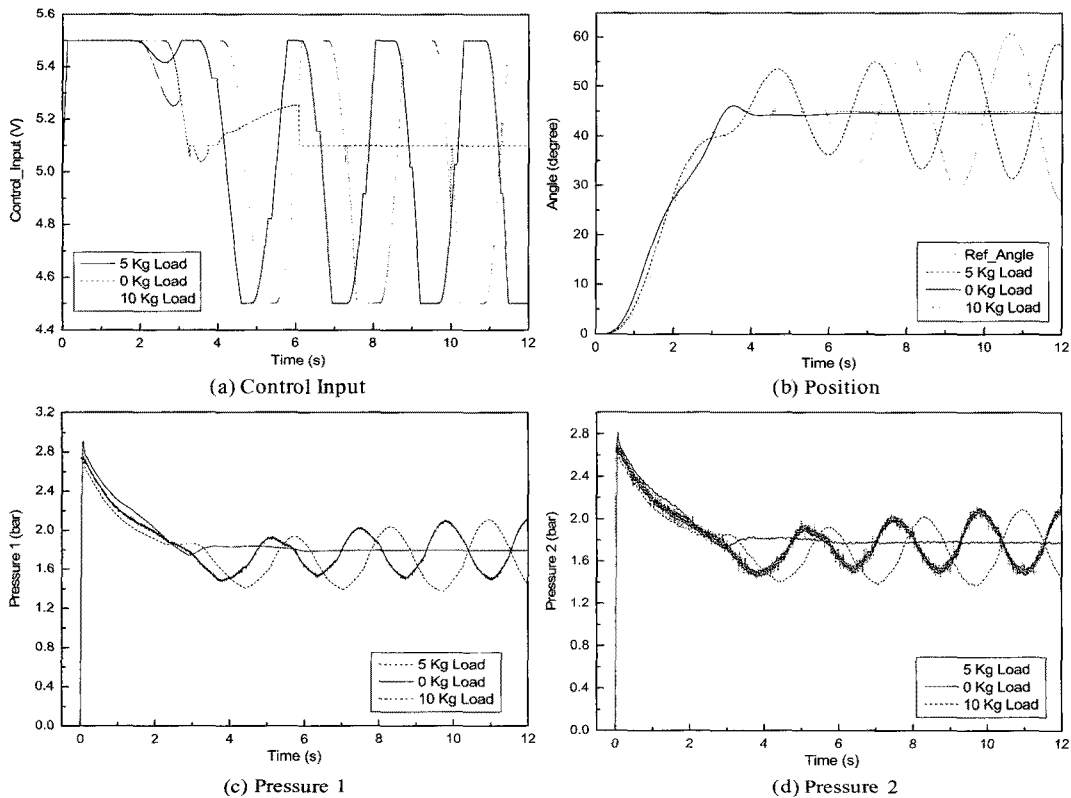 5.6
5.4
5.2
5.0
4.8
4.6
4.4
Control_Input (V)
5 Kg Load
0 Kg Load
10 Kg Load
0 2 4 6 8 10 12
Time (s)
(a) Control Input
60
50
40
30
20
10
0
Angle (degree)
Ref_Angle
5 Kg Load
0 Kg Load
10 Kg Load
0 2 4 6 8 10 12
Time (s)
(b) Position
3.2
2.8
2.4
2.0
1.6
1.2
0.8
0.4
0.0
Pressure 1 (bar)
5 Kg Load
0 Kg Load
10 Kg Load
0 2 4 6 8 10 12
Time (s)
(c) Pressure 1
2.8
2.4
2.0
1.6
1.2
0.8
0.4
0.0
Pressure 2 (bar)
5 Kg Load
0 Kg Load
10 Kg Load
0 2 4 6 8 10 12
Time (s)
(d) Pressure 2